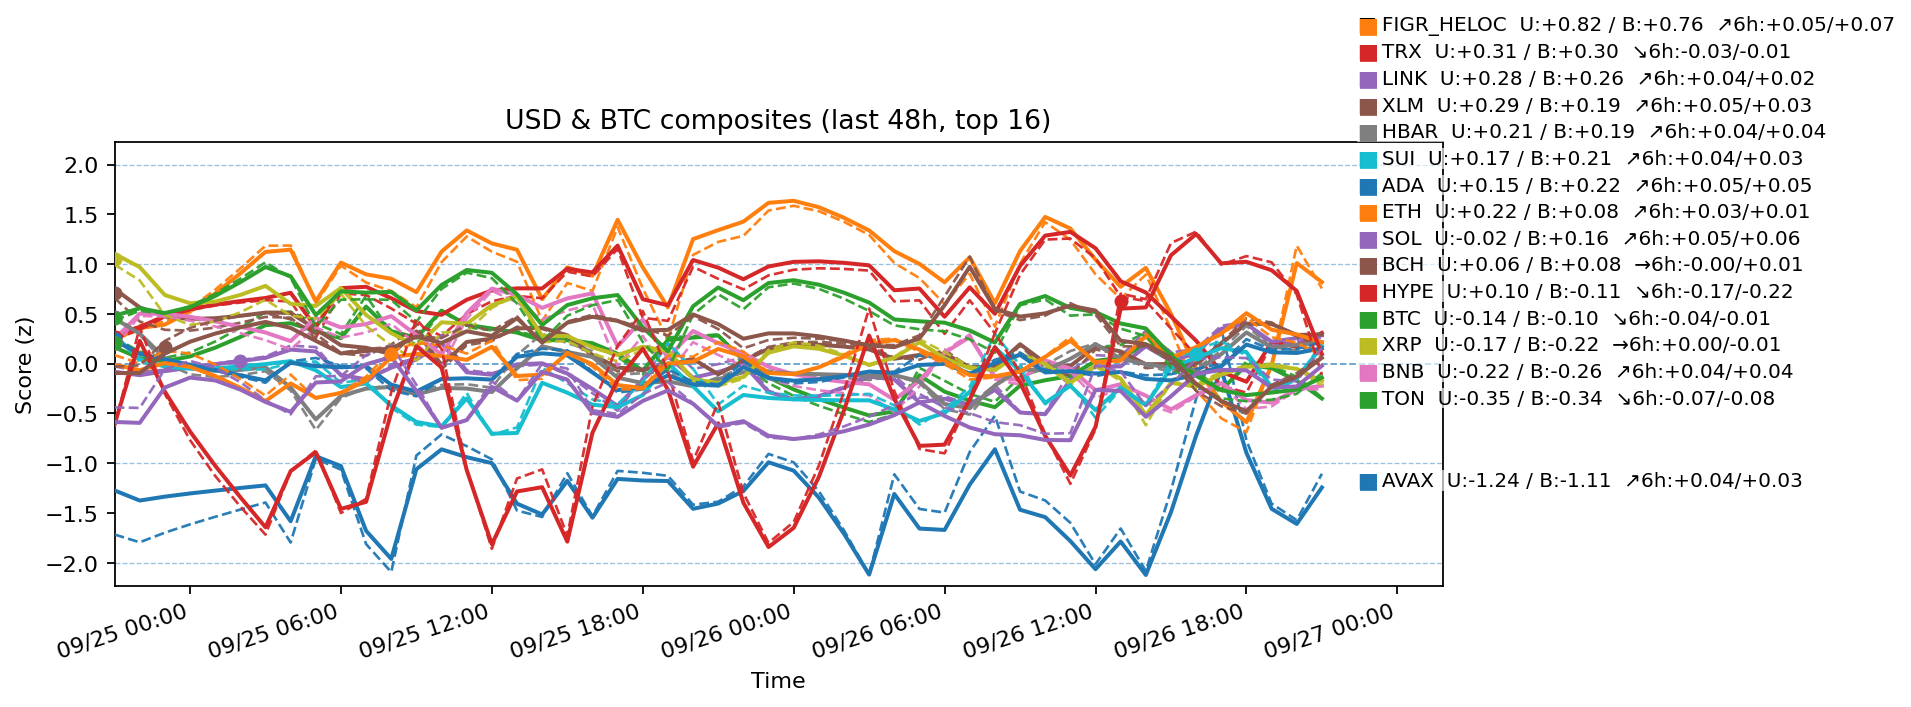 FIGR_HELOC U:+0.82 / B:+0.76 ↗6h:+0.05/+0.07
TRX U:+0.31 / B:+0.30 ↘6h:-0.03/-0.01
LINK U:+0.28 / B:+0.26 ↗6h:+0.04/+0.02
XLM U:+0.29 / B:+0.19 ↗6h:+0.05/+0.03
HBAR U:+0.21 / B:+0.19 ↗6h:+0.04/+0.04
SUI U:+0.17 / B:+0.21 ↗6h:+0.04/+0.03
ADA U:+0.15 / B:+0.22 ↗6h:+0.05/+0.05
ETH U:+0.22 / B:+0.08 ↗6h:+0.03/+0.01
SOL U:-0.02 / B:+0.16 ↗6h:+0.05/+0.06
BCH U:+0.06 / B:+0.08 →6h:-0.00/+0.01
HYPE U:+0.10 / B:-0.11 ↘6h:-0.17/-0.22
BTC U:-0.14 / B:-0.10 ↘6h:-0.04/-0.01
XRP U:-0.17 / B:-0.22 →6h:+0.00/-0.01
BNB U:-0.22 / B:-0.26 ↗6h:+0.04/+0.04
TON U:-0.35 / B:-0.34 ↘6h:-0.07/-0.08
AVAX U:-1.24 / B:-1.11 ↗6h:+0.04/+0.03
USD & BTC composites (last 48h, top 16)
Score (z)
2.0
1.5
1.0
0.5
0.0
−0.5
−1.0
−1.5
−2.0
09/25 00:00
09/25 06:00
09/25 12:00
09/25 18:00
09/26 00:00
09/26 06:00
09/26 12:00
09/26 18:00
09/27 00:00
Time